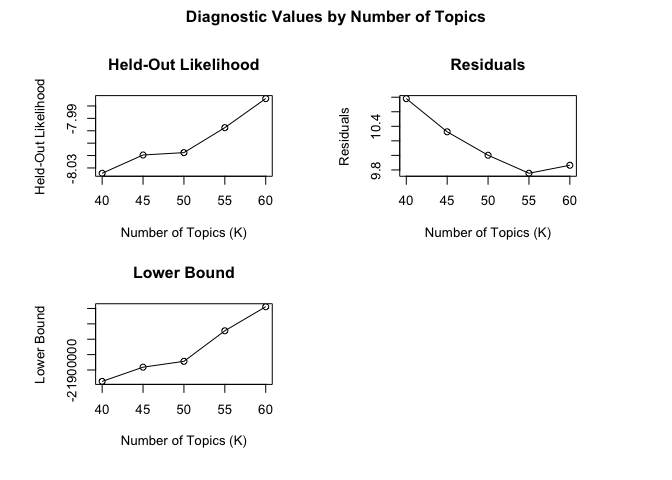 Diagnostic Values by Number of Topics
Held-Out Likelihood
Held-Out Likelihood
-7.99
-8.03
40 45 50 55 60
Number of Topics (K)
Residuals
Residuals
10.4
9.8
40 45 50 55 60
Number of Topics (K)
Lower Bound
Lower Bound
-21900000
40 45 50 55 60
Number of Topics (K)